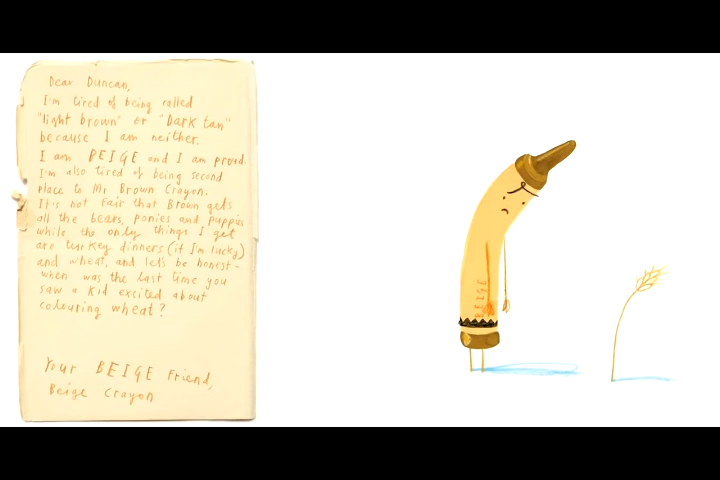 Dear Duncan,
I'm tired of being called
"light brown" or "Dark tan"
because I am neither.
I am BEIGE and I am proud.
I'm also tired of being second
place to Mr Brown Crayon.
It's not fair that Brown gets
all the bears, ponies and puppies
while the only things I get
are turkey dinners (if I'm lucky)
and wheat, and let's be honest-
when was the last time you
saw a kid excited about
colouring wheat?
Your BEIGE friend,
Beige Crayon
BEIGE